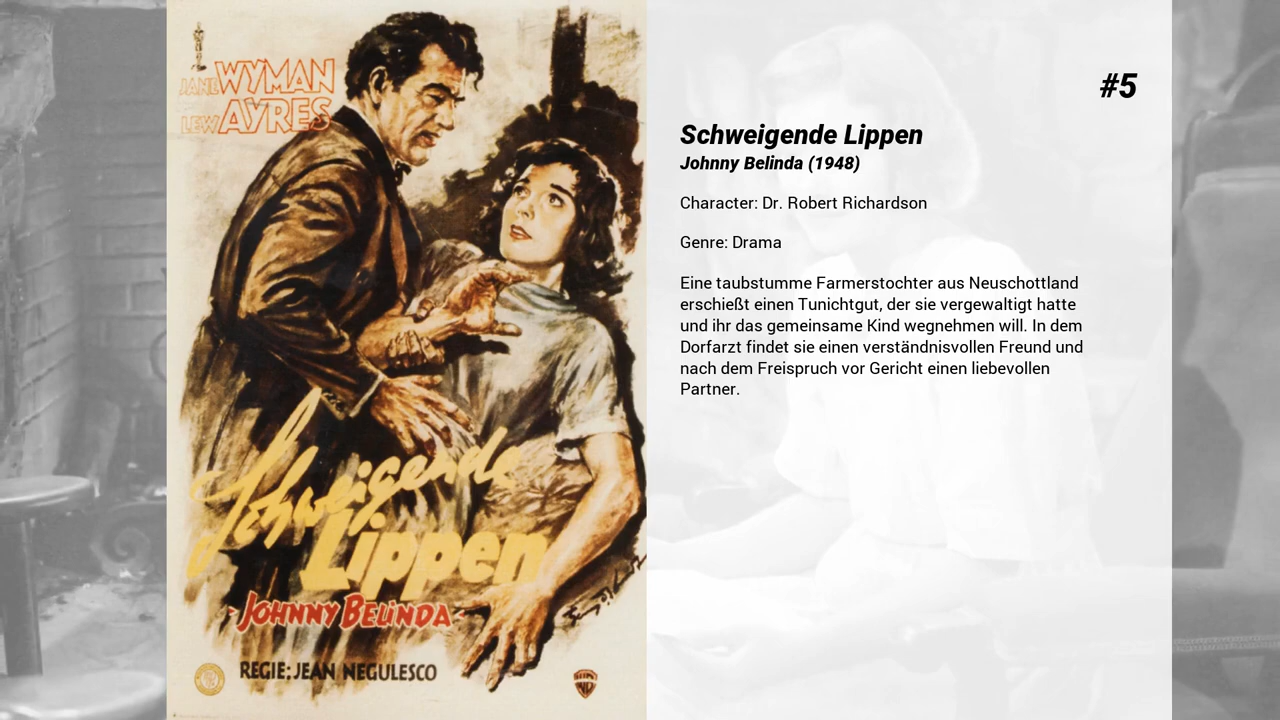 JANE WYMAN
LEW AYRES
Schweigende
Lippen
JOHNNY BELINDA
REGIE: JEAN NEGULESCO
#5
Schweigende Lippen
Johnny Belinda (1948)
Character: Dr. Robert Richardson
Genre: Drama
Eine taubstumme Farmerstochter aus Neuschottland
erschießt einen Tunichtgut, der sie vergewaltigt hatte
und ihr das gemeinsame Kind wegnehmen will. In dem
Dorfarzt findet sie einen verständnisvollen Freund und
nach dem Freispruch vor Gericht einen liebevollen
Partner.